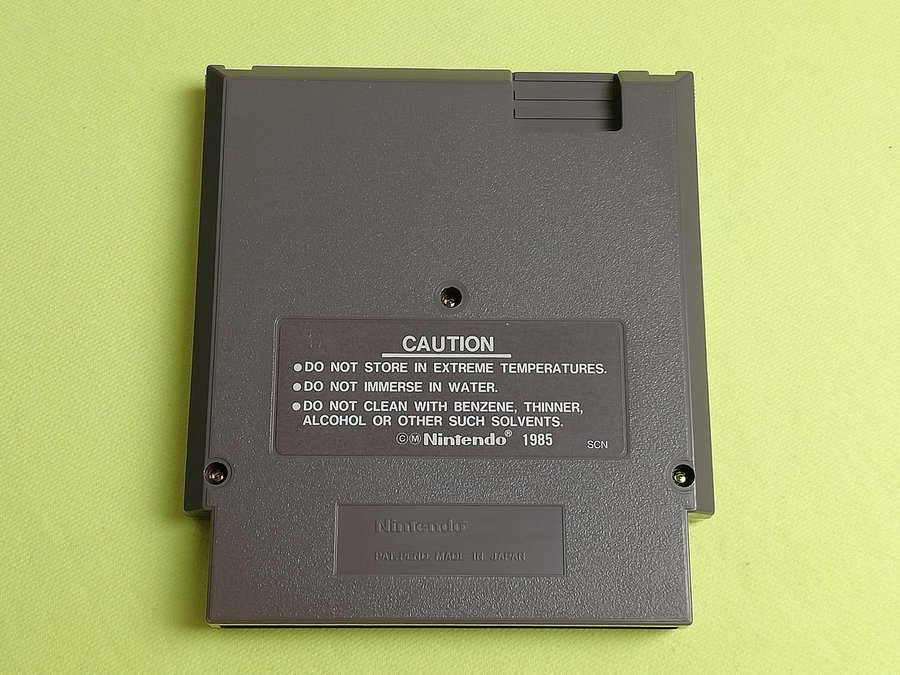 CAUTION
●DO NOT STORE IN EXTREME TEMPERATURES.
●DO NOT IMMERSE IN WATER.
●DO NOT CLEAN WITH BENZENE, THINNER,
ALCOHOL OR OTHER SUCH SOLVENTS.
©Ⓜ Nintendo® 1985
SCN
Nintendo®
PAT. PEND. MADE IN JAPAN